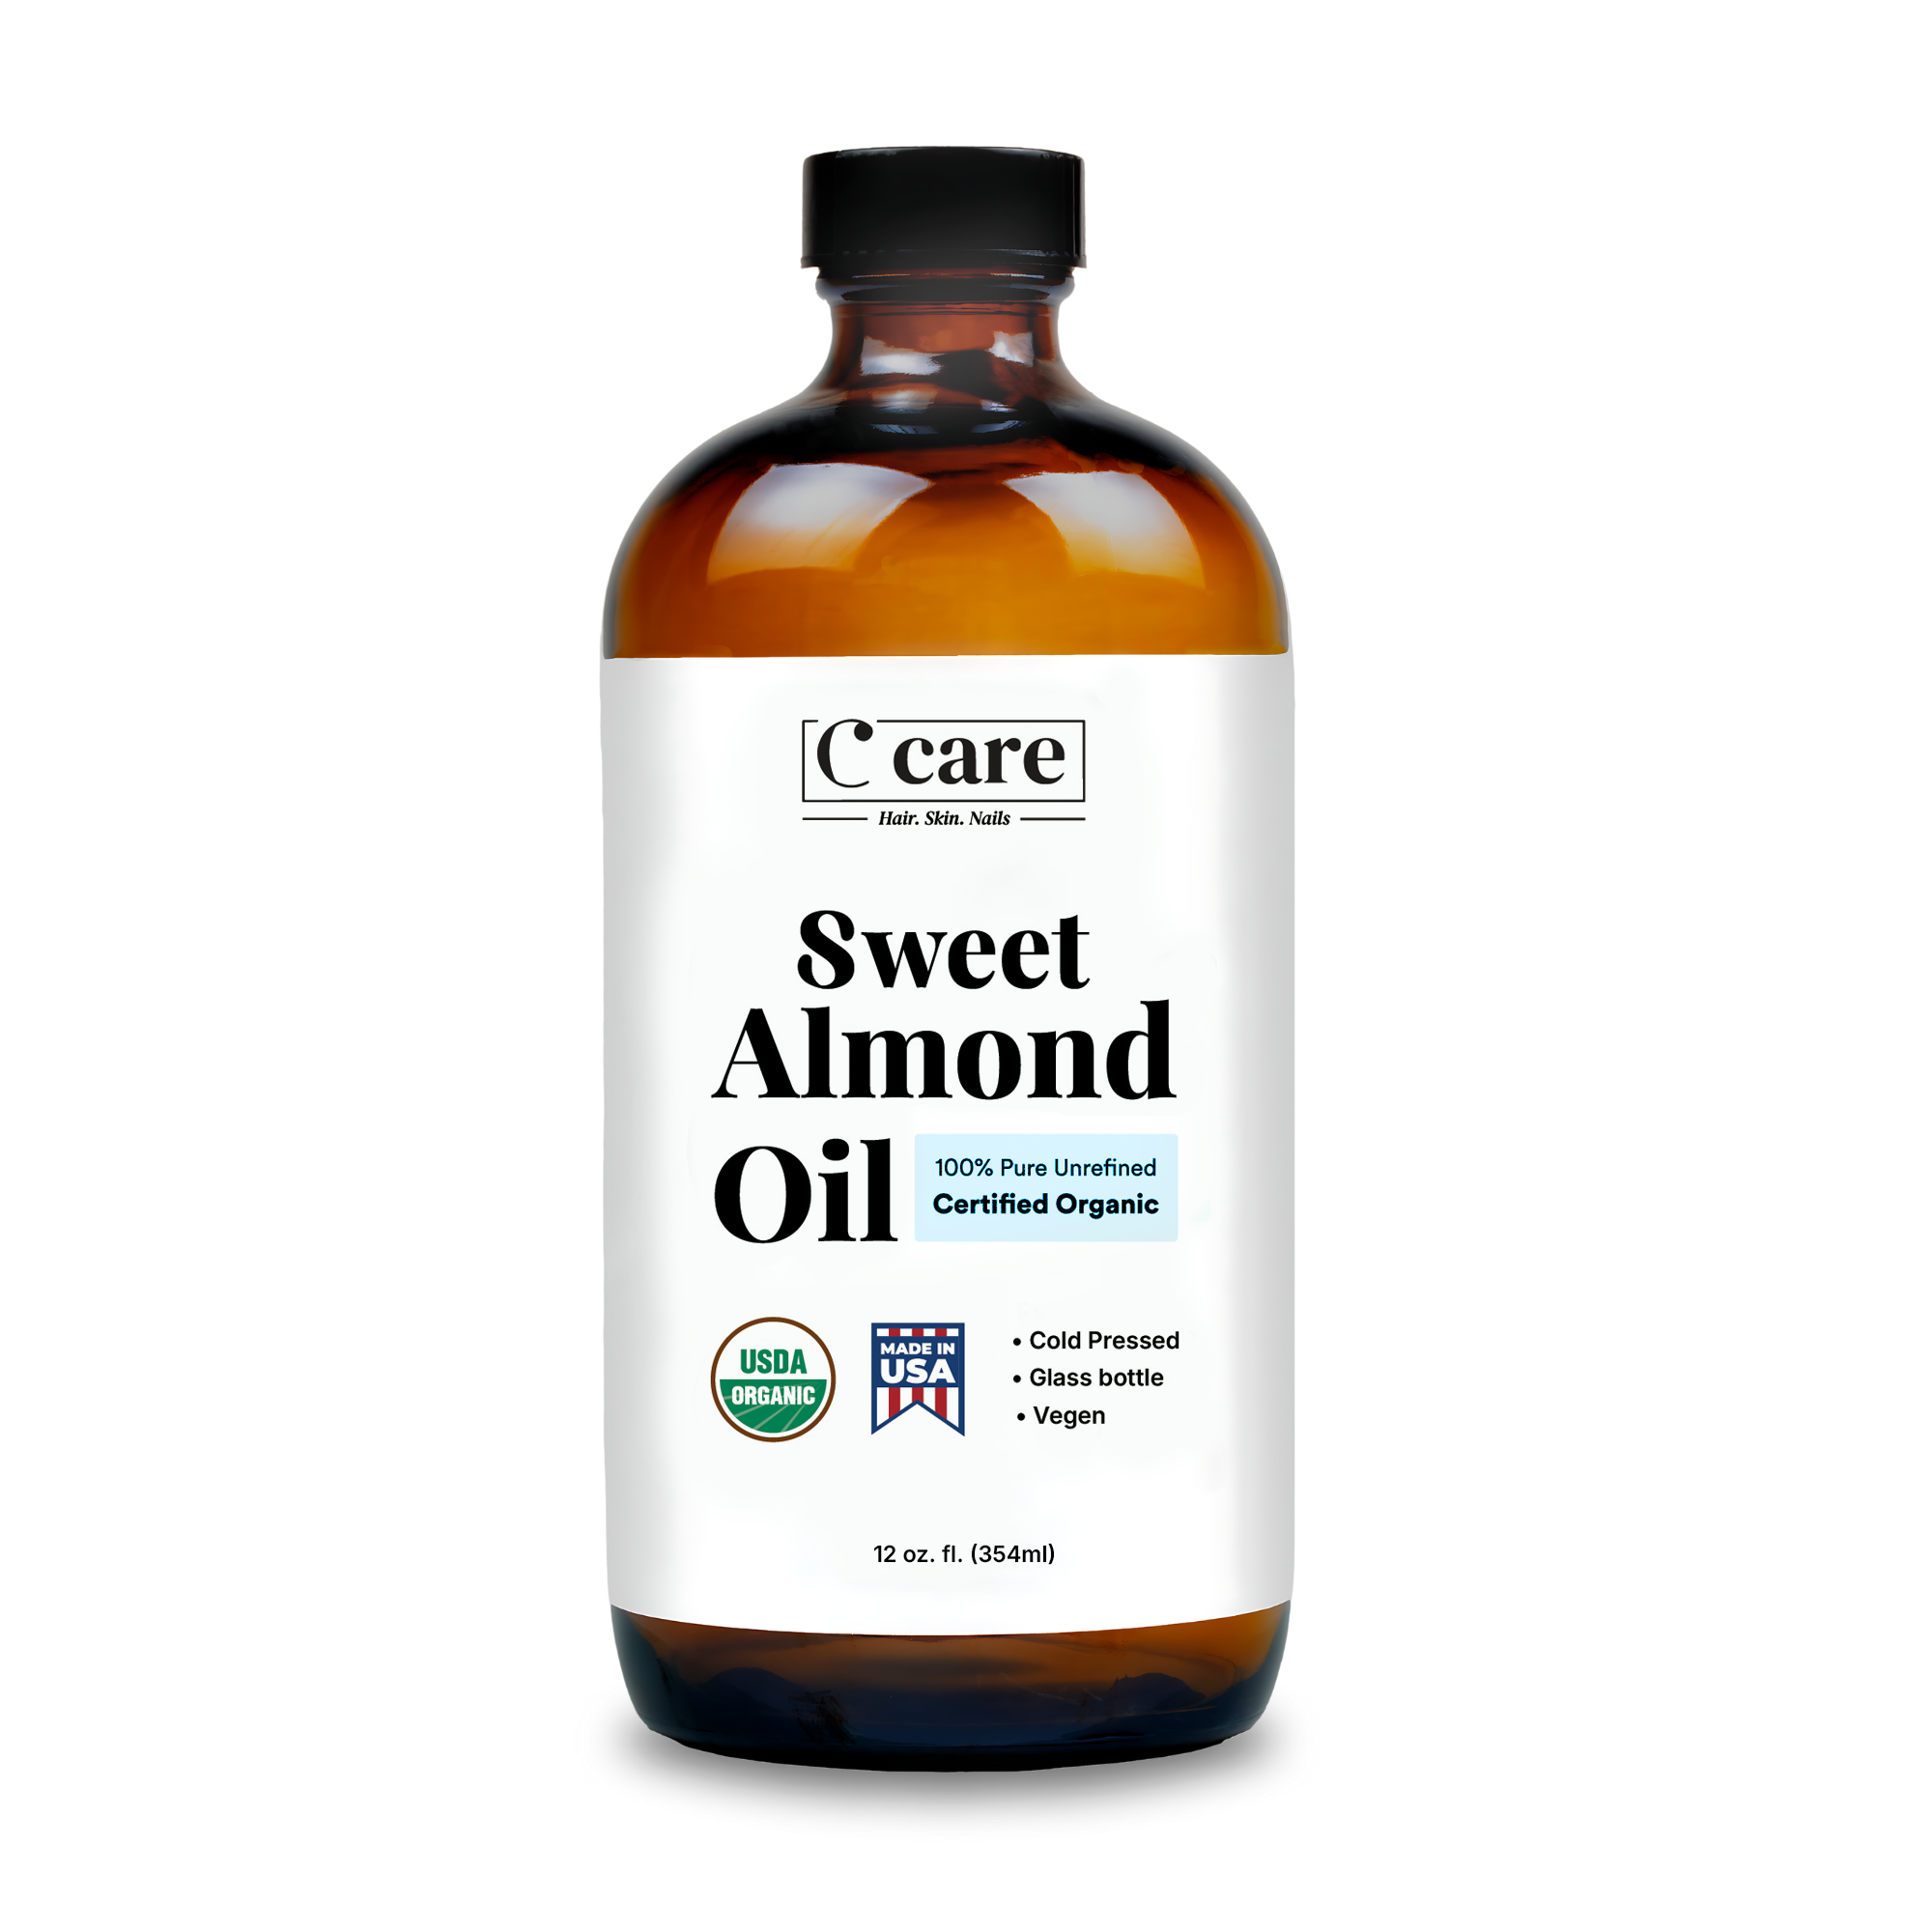 C care
Hair. Skin. Nails
Sweet
Almond
Oil
100% Pure Unrefined
Certified Organic
USDA
ORGANIC
MADE IN
USA
• Cold Pressed
• Glass bottle
• Vegen
12 oz. fl. (354ml)